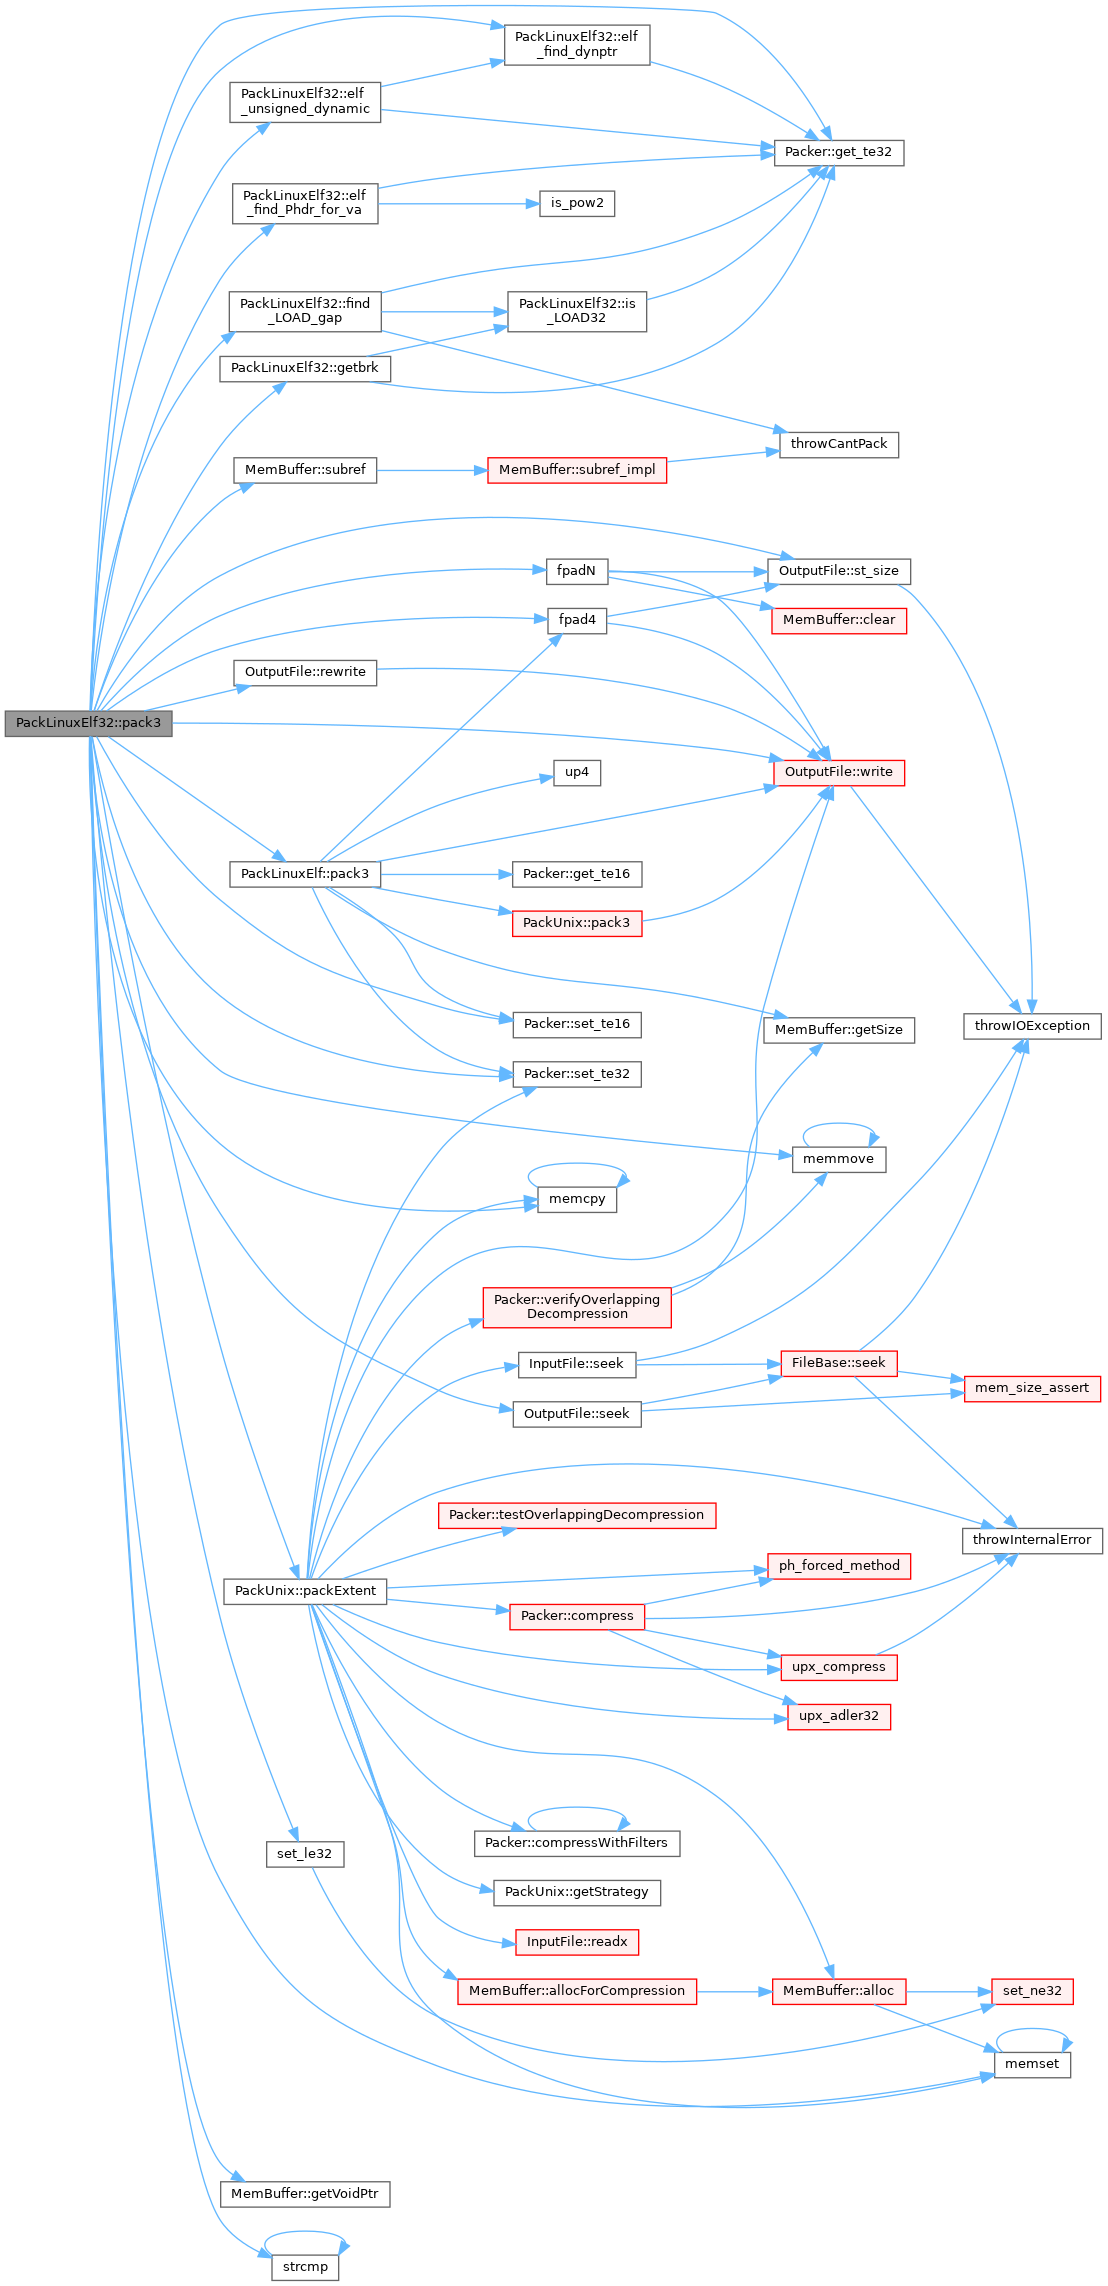 PackLinuxElf32::elf
_find_dynptr
PackLinuxElf32::elf
_unsigned_dynamic
Packer::get_te32
PackLinuxElf32::elf
_find_Phdr_for_va
is_pow2
PackLinuxElf32::find
_LOAD_gap
PackLinuxElf32::is
_LOAD32
PackLinuxElf32::getbrk
throwCantPack
MemBuffer::subref
MemBuffer::subref_impl
fpadN
OutputFile::st_size
fpad4
MemBuffer::clear
OutputFile::rewrite
PackLinuxElf32::pack3
up4
OutputFile::write
PackLinuxElf::pack3
Packer::get_te16
PackUnix::pack3
Packer::set_te16
MemBuffer::getSize
throwIOException
Packer::set_te32
memmove
memcpy
Packer::verifyOverlapping
Decompression
InputFile::seek
FileBase::seek
mem_size_assert
OutputFile::seek
Packer::testOverlappingDecompression
throwInternalError
ph_forced_method
PackUnix::packExtent
Packer::compress
upx_compress
upx_adler32
Packer::compressWithFilters
set_le32
PackUnix::getStrategy
InputFile::readx
MemBuffer::allocForCompression
MemBuffer::alloc
set_ne32
memset
MemBuffer::getVoidPtr
strcmp